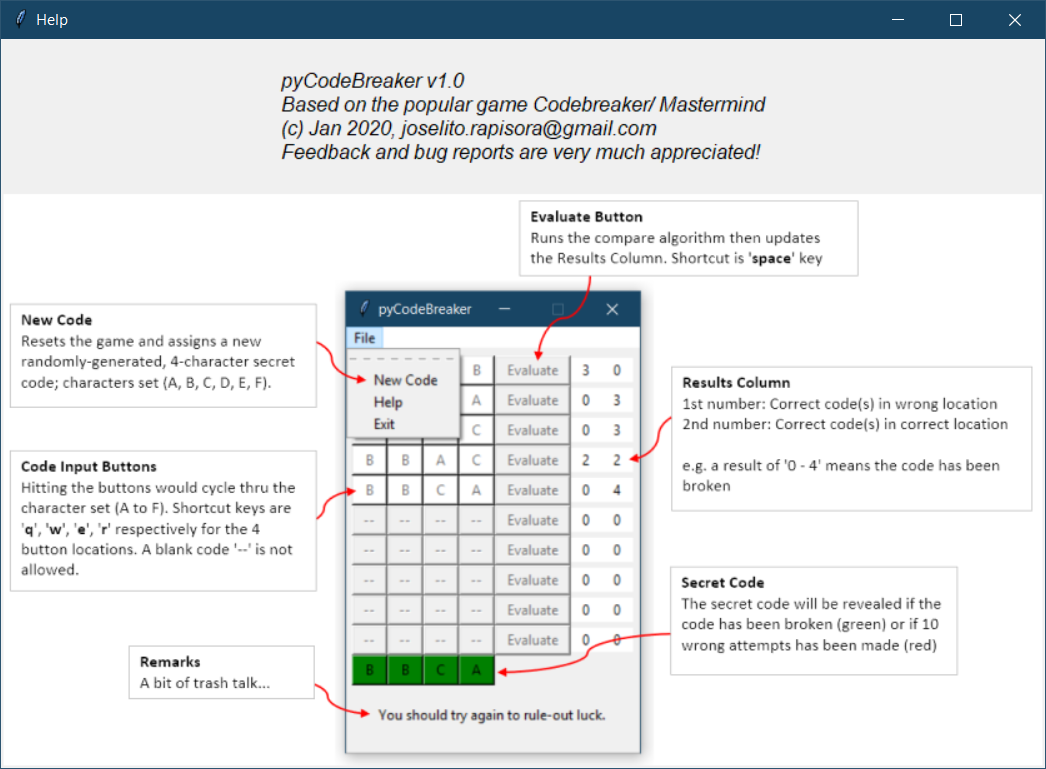 Help
pyCodeBreaker v1.0
Based on the popular game Codebreaker/ Mastermind
(c) Jan 2020, joselito.rapisora@gmail.com
Feedback and bug reports are very much appreciated!
Evaluate Button
Runs the compare algorithm then updates
the Results Column. Shortcut is 'space' key
New Code
Resets the game and assigns a new
randomly-generated, 4-character secret
code; characters set (A, B, C, D, E, F).
Code Input Buttons
Hitting the buttons would cycle thru the
character set (A to F). Shortcut keys are
'q', 'w', 'e', 'r' respectively for the 4
button locations. A blank code '--' is not
allowed.
Remarks
A bit of trash talk...
pyCodeBreaker
File
New Code
Help
Exit
B Evaluate 3 0
A Evaluate 0 3
C Evaluate 0 3
B B A C Evaluate 2 2
B B C A Evaluate 0 4
-- -- -- -- Evaluate 0 0
-- -- -- -- Evaluate 0 0
-- -- -- -- Evaluate 0 0
-- -- -- -- Evaluate 0 0
-- -- -- -- Evaluate 0 0
B B C A
You should try again to rule-out luck.
Results Column
1st number: Correct code(s) in wrong location
2nd number: Correct code(s) in correct location
e.g. a result of '0 - 4' means the code has been
broken
Secret Code
The secret code will be revealed if the
code has been broken (green) or if 10
wrong attempts has been made (red)